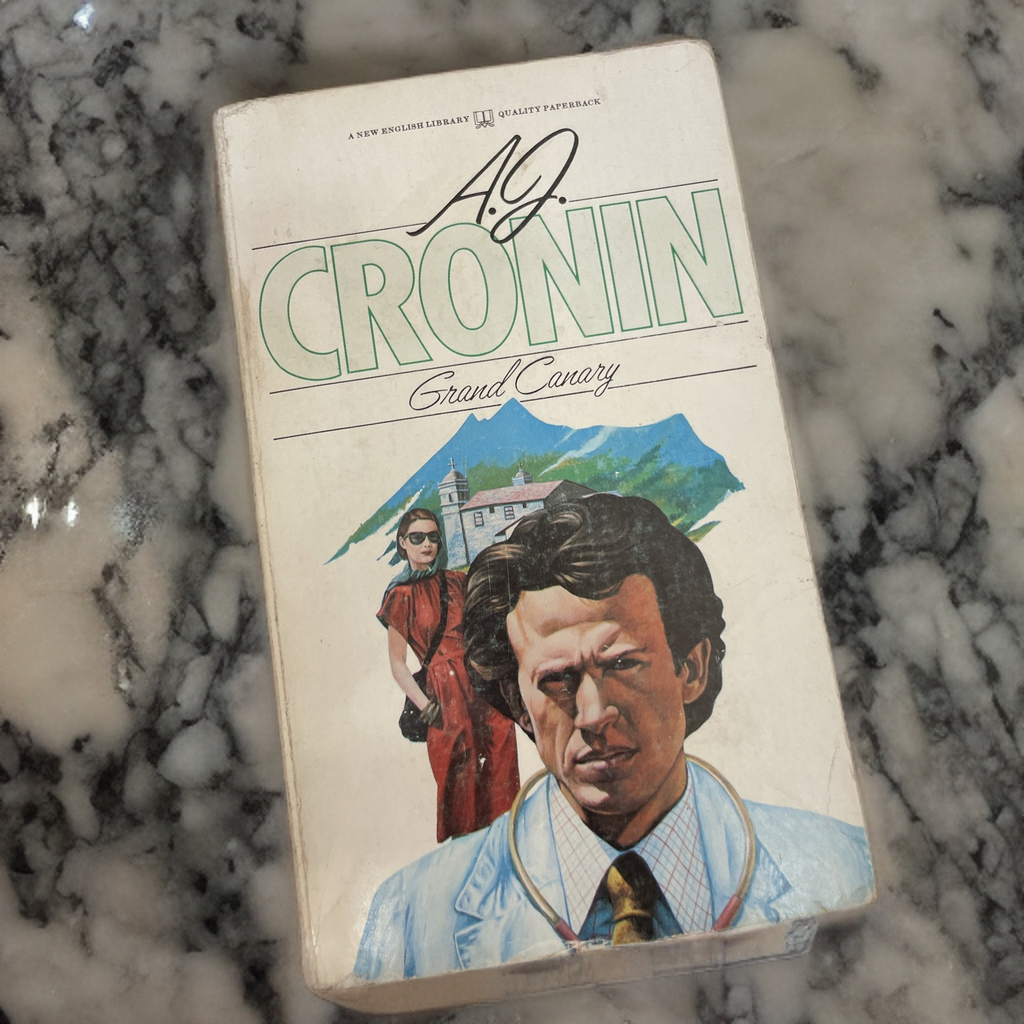 A NEW ENGLISH LIBRARY QUALITY PAPERBACK
A.J.
CRONIN
Grand Canary